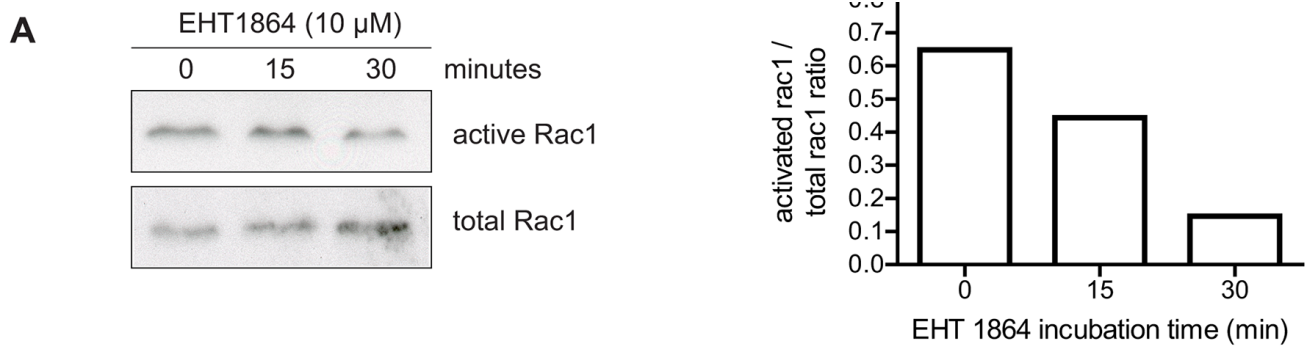 A
EHT1864 (10 µM)
0 15 30 minutes
active Rac1
total Rac1
activated rac1 /
total rac1 ratio
0.7
0.6
0.5
0.4
0.3
0.2
0.1
0.0
0 15 30
EHT 1864 incubation time (min)